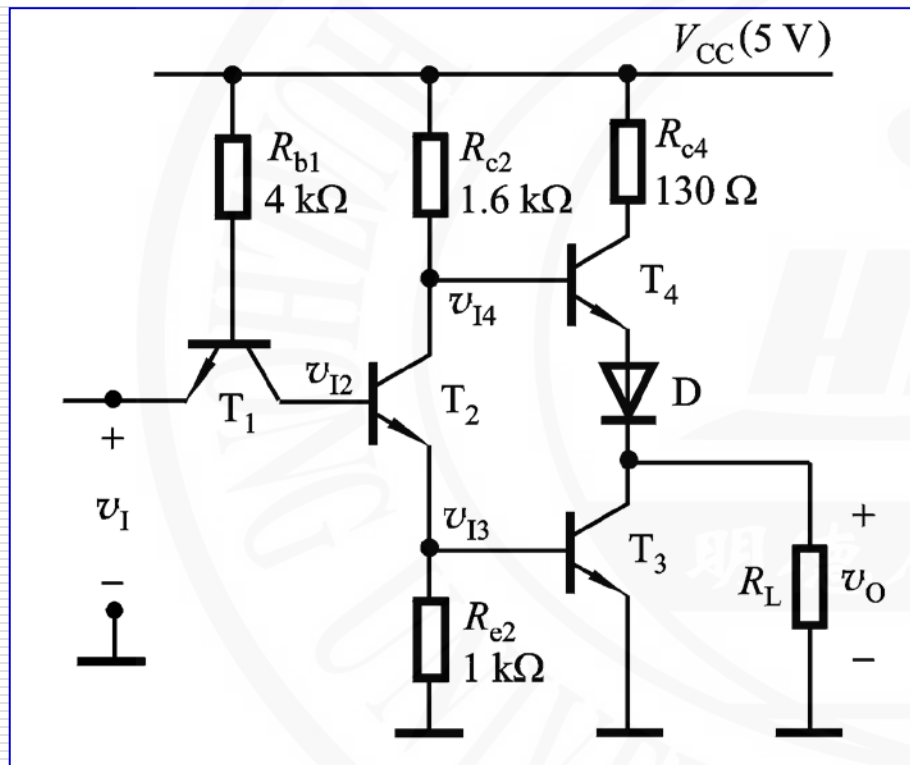 V_CC (5 V)
R_b1
4 kΩ
R_c2
1.6 kΩ
R_c4
130 Ω
T_4
v_I4
v_I2
T_1
T_2
D
+
v_I
−
v_I3
T_3
+
R_L
v_O
−
R_e2
1 kΩ